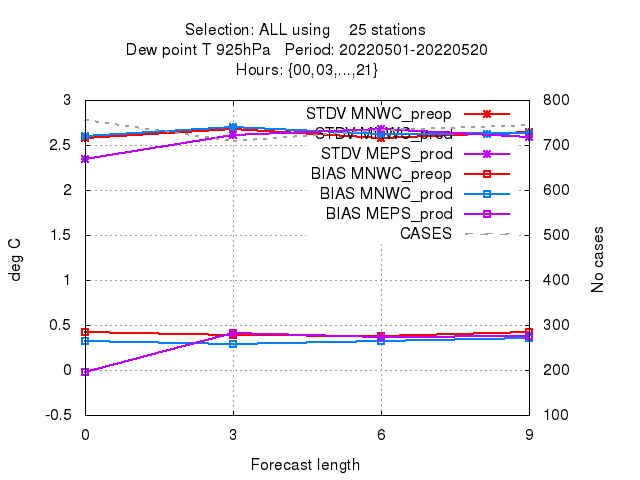 Selection: ALL using 25 stations
Dew point T 925hPa Period: 20220501-20220520
Hours: {00,03,...,21}
3 800
STDV MNWC_preop
STDV MNWC_prod
2.5 700
STDV MEPS_prod
BIAS MNWC_preop
2 600
BIAS MNWC_prod
BIAS MEPS_prod
1.5 500
CASES
deg C
No cases
1 400
0.5 300
0 200
-0.5 100
0 3 6 9
Forecast length